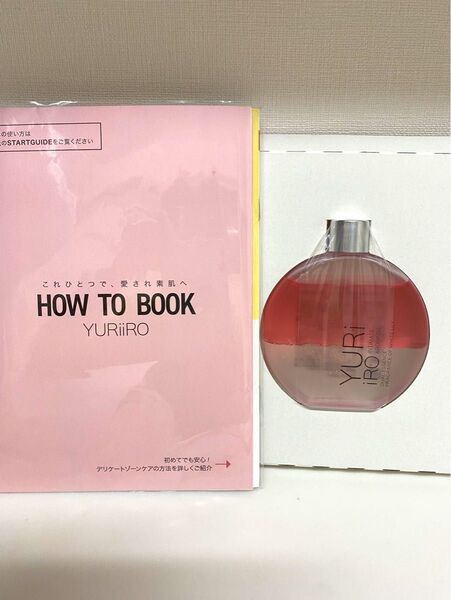 の使い方は
のSTARTGUIDEをご覧ください
これひとつで、愛され素肌へ
HOW TO BOOK
YURiiRO
初めてでも安心！
デリケートゾーンケアの方法を詳しくご紹介
YURi
iRO